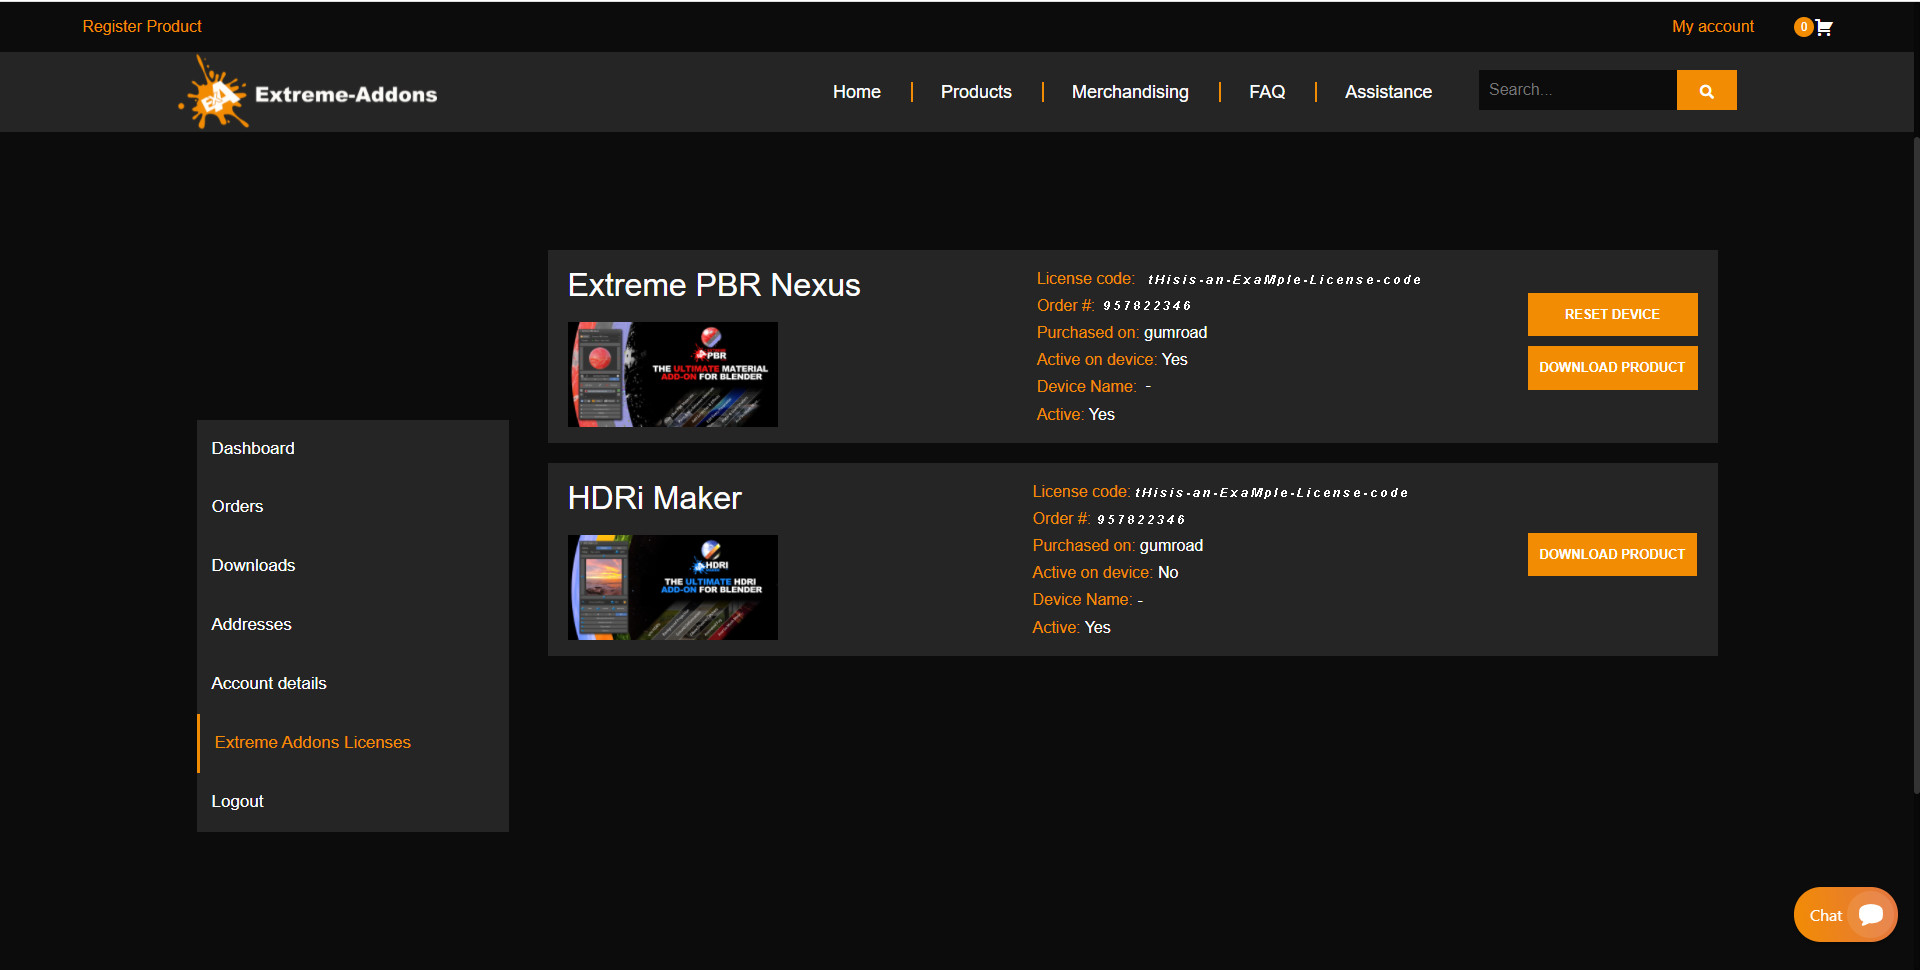 Register Product
My account
0
Extreme-Addons
Home
Products
Merchandising
FAQ
Assistance
Search...
Extreme PBR Nexus
PBR
THE ULTIMATE MATERIAL
ADD-ON FOR BLENDER
License code: tHisis-an-ExaMple-License-code
Order #: 957822346
Purchased on: gumroad
Active on device: Yes
Device Name: -
Active: Yes
RESET DEVICE
DOWNLOAD PRODUCT
HDRi Maker
HDRI
THE ULTIMATE HDRI
ADD-ON FOR BLENDER
License code: tHisis-an-ExaMple-License-code
Order #: 957822346
Purchased on: gumroad
Active on device: No
Device Name: -
Active: Yes
DOWNLOAD PRODUCT
Dashboard
Orders
Downloads
Addresses
Account details
Extreme Addons Licenses
Logout
Chat